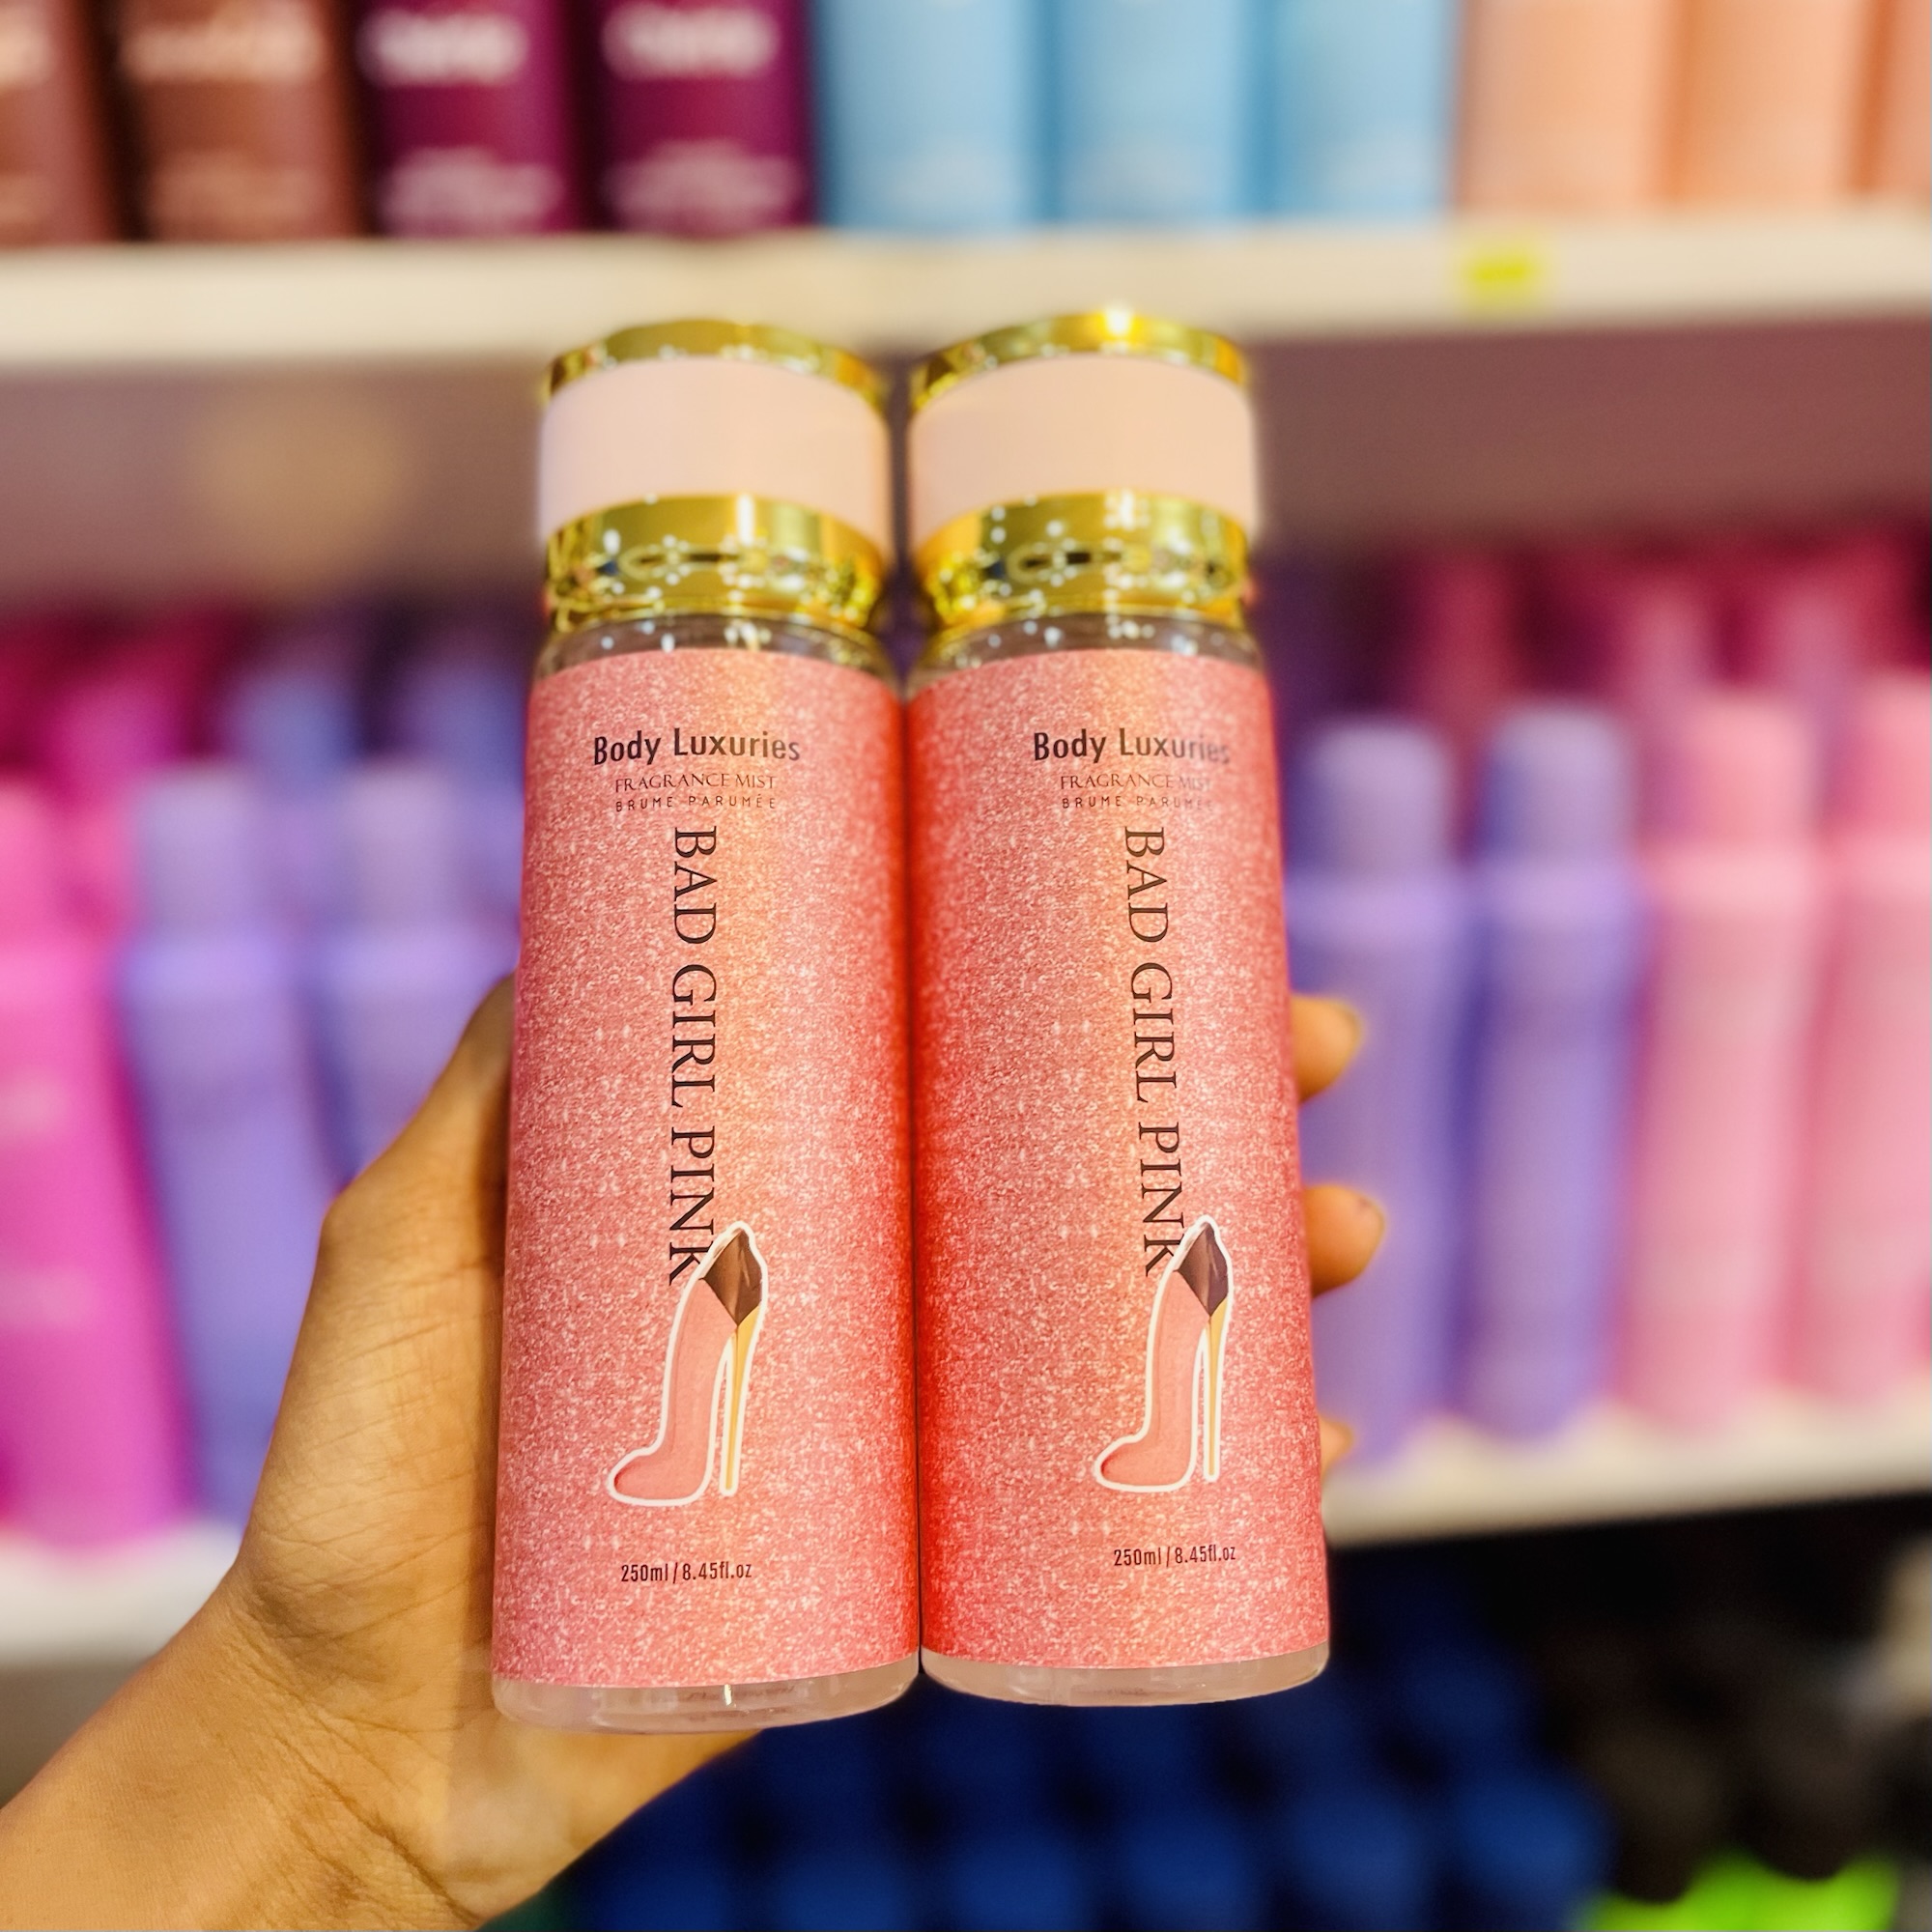 Body Luxuries
FRAGRANCE MIST
BRUME PARUMÉE
BAD GIRL PINK
250ml / 8.45fl.oz
Body Luxuries
FRAGRANCE MIST
BRUME PARUMÉE
BAD GIRL PINK
250ml / 8.45fl.oz